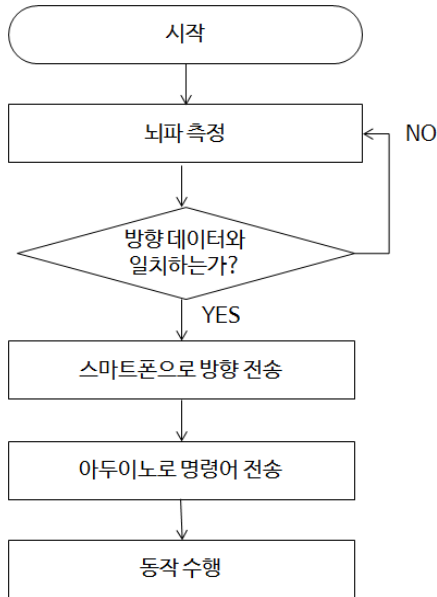 시작
뇌파 측정
NO
방향 데이터와
일치하는가?
YES
스마트폰으로 방향 전송
아두이노로 명령어 전송
동작 수행